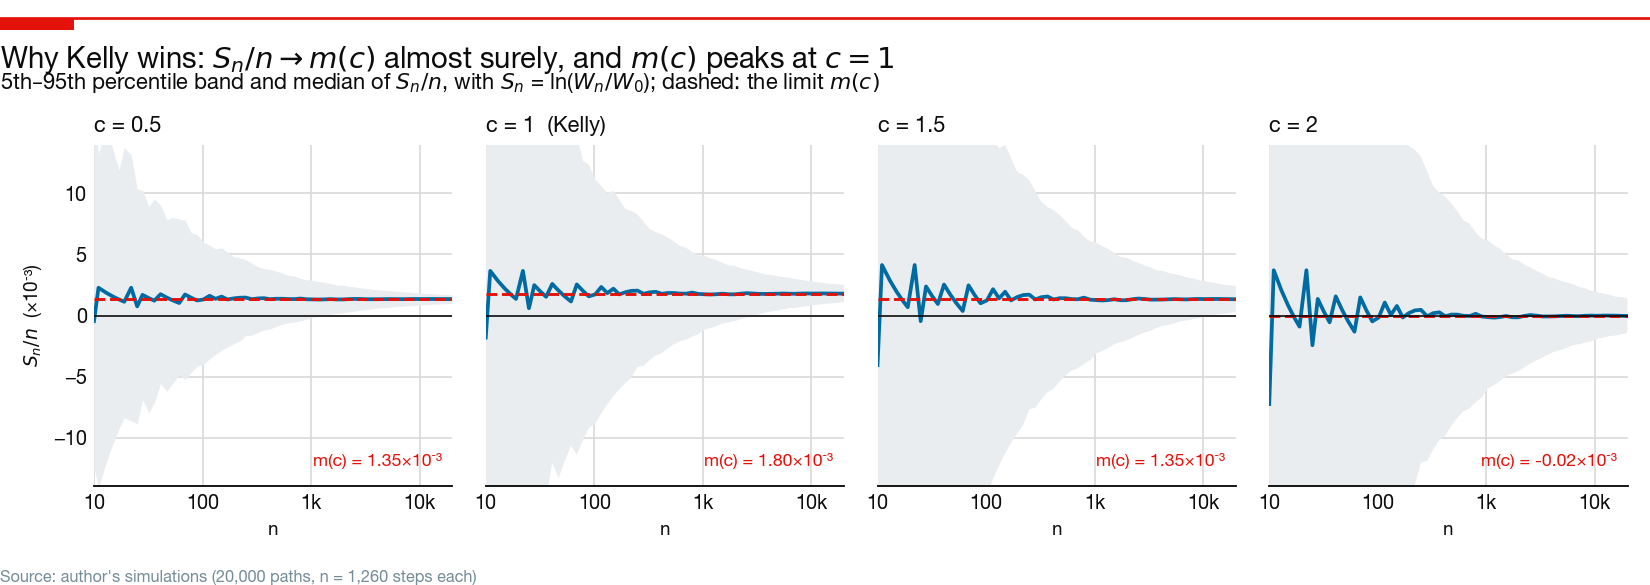 Why Kelly wins: Sₙ/n → m(c) almost surely, and m(c) peaks at c = 1
5th–95th percentile band and median of Sₙ/n, with Sₙ = ln(Wₙ/W₀); dashed: the limit m(c)
c = 0.5
c = 1 (Kelly)
c = 1.5
c = 2
Sₙ/n (×10⁻³)
10
5
0
−5
−10
m(c) = 1.35×10⁻³
m(c) = 1.80×10⁻³
m(c) = 1.35×10⁻³
m(c) = -0.02×10⁻³
10 100 1k 10k
10 100 1k 10k
10 100 1k 10k
10 100 1k 10k
n
n
n
n
Source: author's simulations (20,000 paths, n = 1,260 steps each)